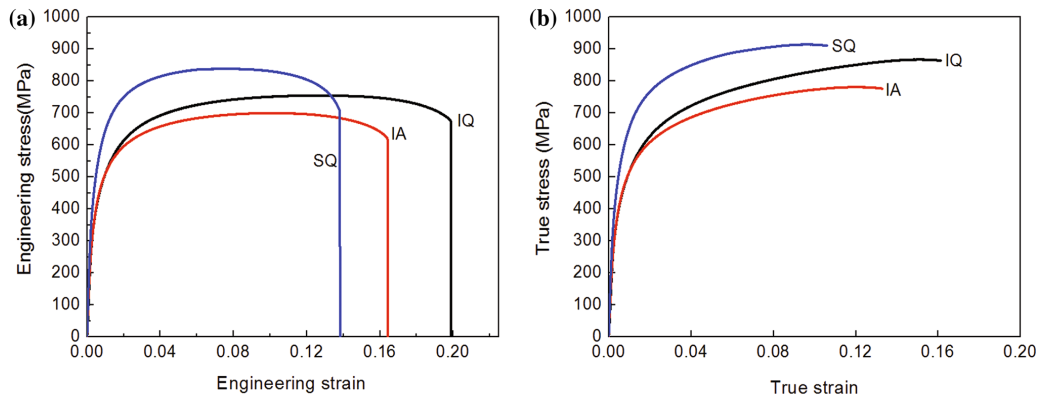 (a)
Engineering stress(MPa)
1000
900
800
700
600
500
400
300
200
100
0
0.00
0.04
0.08
0.12
0.16
0.20
Engineering strain
SQ
IA
IQ
(b)
True stress (MPa)
1000
900
800
700
600
500
400
300
200
100
0
0.00
0.04
0.08
0.12
0.16
0.20
True strain
SQ
IQ
IA